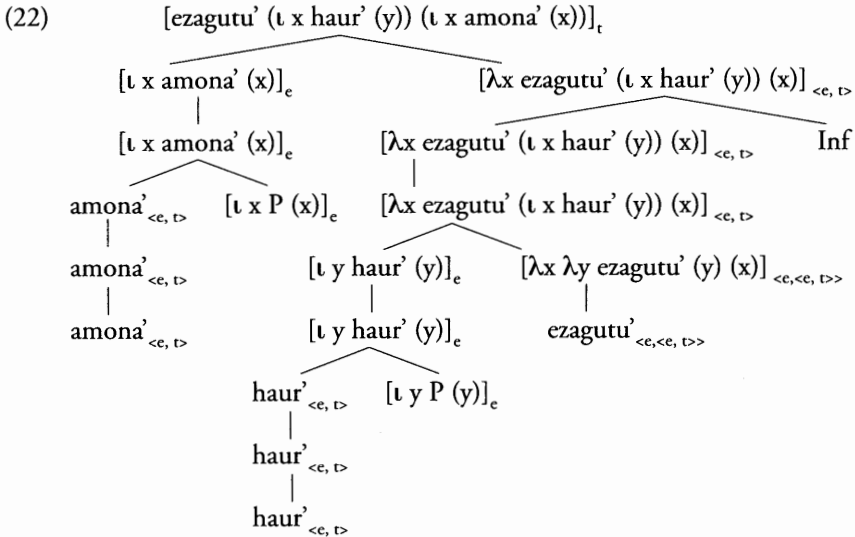 (22) [ezagutu’ (ι x haur’ (y)) (ι x amona’ (x))]t
[ι x amona’ (x)]e [λx ezagutu’ (ι x haur’ (y)) (x)] <e, t>
[ι x amona’ (x)]e [λx ezagutu’ (ι x haur’ (y)) (x)] <e, t> Inf
amona’<e, t> [ι x P (x)]e [λx ezagutu’ (ι x haur’ (y)) (x)] <e, t>
amona’<e, t> [ι y haur’ (y)]e [λx λy ezagutu’ (y) (x)] <e,<e, t>>
amona’<e, t> [ι y haur’ (y)]e ezagutu’<e,<e, t>>
haur’<e, t> [ι y P (y)]e
haur’<e, t>
haur’<e, t>